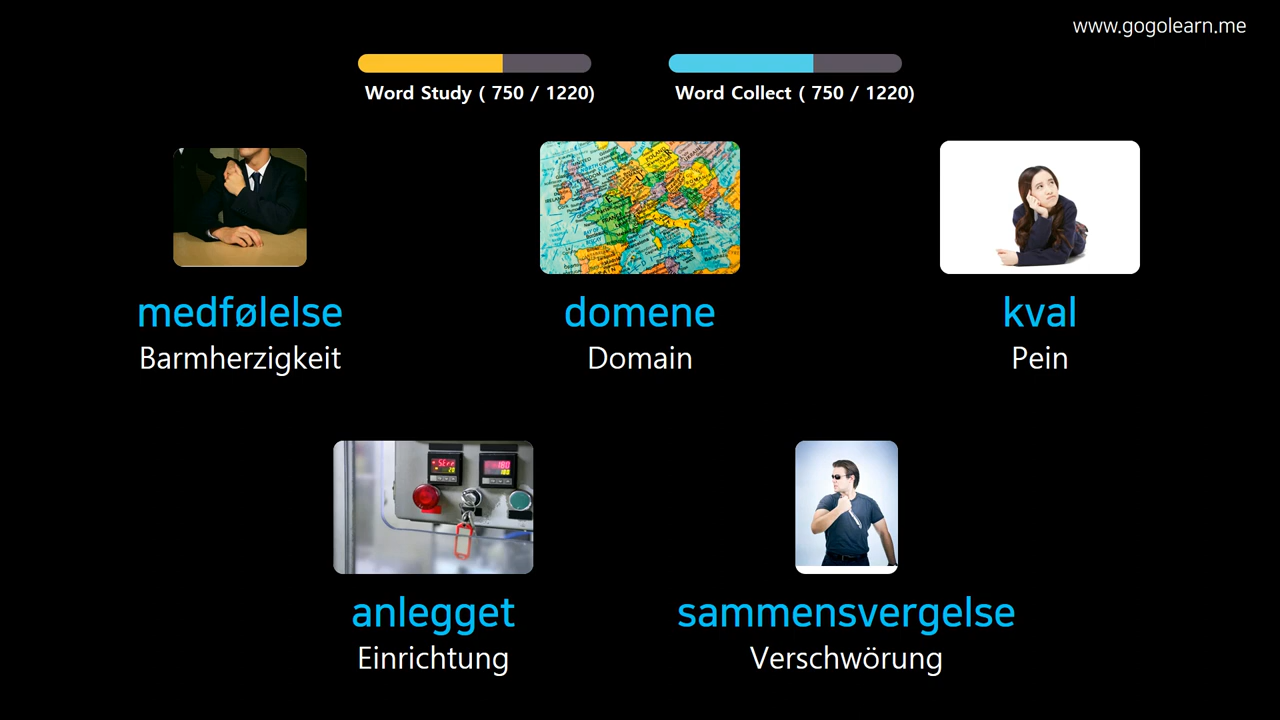 www.gogolearn.me
Word Study ( 750 / 1220)
Word Collect ( 750 / 1220)
medfølelse
Barmherzigkeit
domene
Domain
kval
Pein
anlegget
Einrichtung
sammensvergelse
Verschwörung